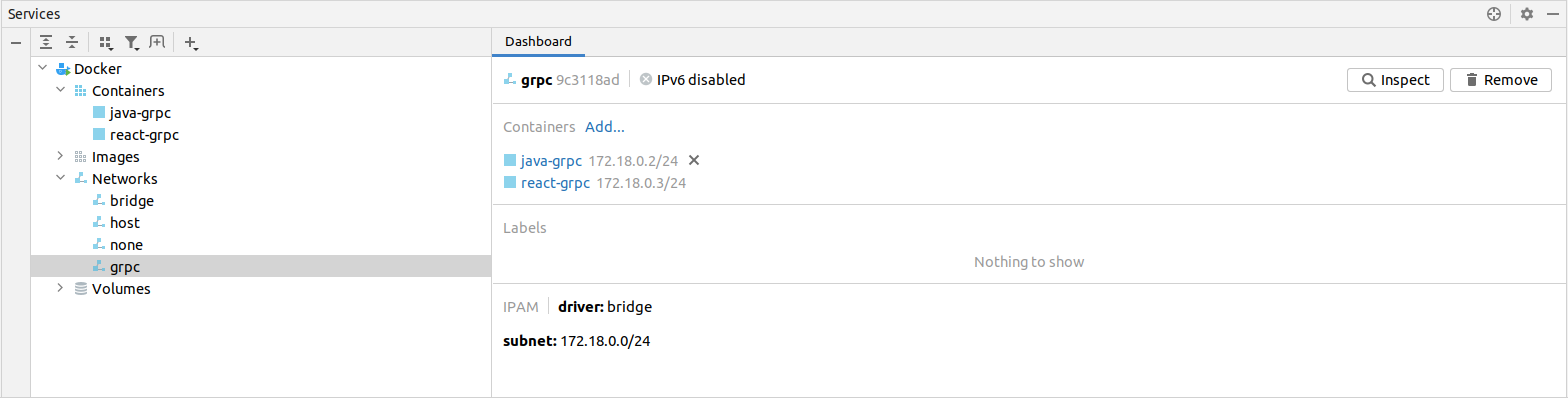 Services
Docker
Containers
java-grpc
react-grpc
Images
Networks
bridge
host
none
grpc
Volumes
Dashboard
grpc 9c3118ad IPv6 disabled Inspect Remove
Containers Add...
java-grpc 172.18.0.2/24
react-grpc 172.18.0.3/24
Labels
Nothing to show
IPAM driver: bridge
subnet: 172.18.0.0/24